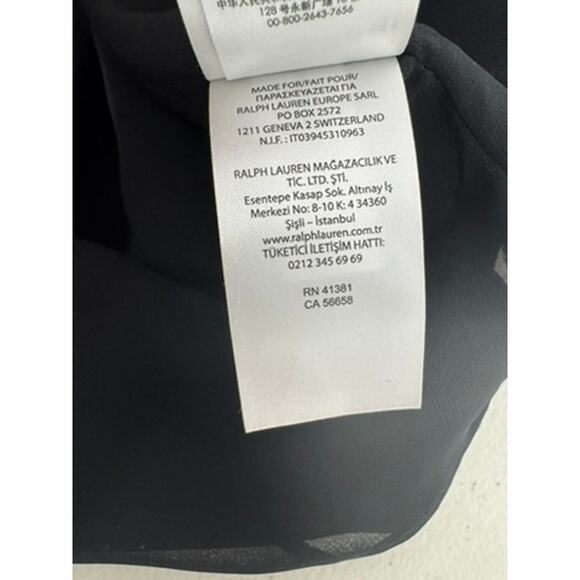 128 号永新广场
00-800-2643-7656
MADE FOR/FAIT POUR/
ΠΑΡΑΣΚΕΥΑΖΕΤΑΙ ΓΙΑ
RALPH LAUREN EUROPE SARL
PO BOX 2572
1211 GENEVA 2 SWITZERLAND
N.I.F. : IT03945310963
RALPH LAUREN MAĞAZACILIK VE
TİC. LTD. ŞTİ.
Esentepe Kasap Sok. Altınay İş
Merkezi No: 8-10 K: 4 34360
Şişli – İstanbul
www.ralphlauren.com.tr
TÜKETİCİ İLETİŞİM HATTI:
0212 345 69 69
RN 41381
CA 56658